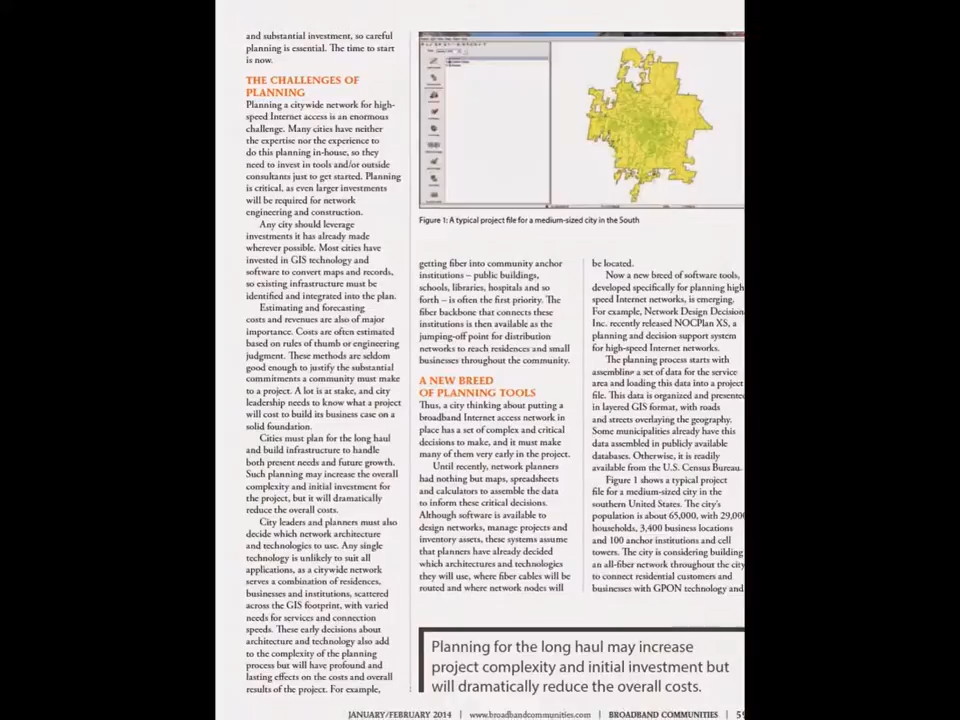 and substantial investment, so careful
planning is essential. The time to start
is now.
THE CHALLENGES OF
PLANNING
Planning a citywide network for high-
speed Internet access is an enormous
challenge. Many cities have neither
the expertise nor the experience to
do this planning in-house, so they
need to invest in tools and/or outside
consultants just to get started. Planning
is critical, as even larger investments
will be required for network
engineering and construction.
Any city should leverage
investments it has already made
wherever possible. Most cities have
invested in GIS technology and
software to convert maps and records,
so existing infrastructure must be
identified and integrated into the plan.
Estimating and forecasting
costs and revenues are also of major
importance. Costs are often estimated
based on rules of thumb or engineering
judgment. These methods are seldom
good enough to justify the substantial
commitments a community must make
to a project. A lot is at stake, and city
leadership needs to know what a project
will cost to build its business case on a
solid foundation.
Cities must plan for the long haul
and build infrastructure to handle
both present needs and future growth.
Such planning may increase the overall
complexity and initial investment for
the project, but it will dramatically
reduce the overall costs.
City leaders and planners must also
decide which network architecture
and technologies to use. Any single
technology is unlikely to suit all
applications, as a citywide network
serves a combination of residences,
businesses and institutions, scattered
across the GIS footprint, with varied
needs for services and connection
speeds. These early decisions about
architecture and technology also add
to the complexity of the planning
process but will have profound and
lasting effects on the costs and overall
results of the project. For example,
Figure 1: A typical project file for a medium-sized city in the South
getting fiber into community anchor
institutions – public buildings,
schools, libraries, hospitals and so
forth – is often the first priority. The
fiber backbone that connects these
institutions is then available as the
jumping-off point for distribution
networks to reach residences and small
businesses throughout the community.
A NEW BREED
OF PLANNING TOOLS
Thus, a city thinking about putting a
broadband Internet access network in
place has a set of complex and critical
decisions to make, and it must make
many of them very early in the project.
Until recently, network planners
had nothing but maps, spreadsheets
and calculators to assemble the data
to inform these critical decisions.
Although software is available to
design networks, manage projects and
inventory assets, these systems assume
that planners have already decided
which architectures and technologies
they will use, where fiber cables will be
routed and where network nodes will
be located.
Now a new breed of software tools,
developed specifically for planning high
speed Internet networks, is emerging.
For example, Network Design Decision
Inc. recently released NOCPlan XS, a
planning and decision support system
for high-speed Internet networks.
The planning process starts with
assembling a set of data for the service
area and loading this data into a project
file. This data is organized and presente
in layered GIS format, with roads
and streets overlaying the geography.
Some municipalities already have this
data assembled in publicly available
databases. Otherwise, it is readily
available from the U.S. Census Bureau.
Figure 1 shows a typical project
file for a medium-sized city in the
southern United States. The city's
population is about 65,000, with 29,000
households, 3,400 business locations
and 100 anchor institutions and cell
towers. The city is considering building
an all-fiber network throughout the city
to connect residential customers and
businesses with GPON technology and
Planning for the long haul may increase
project complexity and initial investment but
will dramatically reduce the overall costs.
JANUARY/FEBRUARY 2014 | www.broadbandcommunities.com | BROADBAND COMMUNITIES |